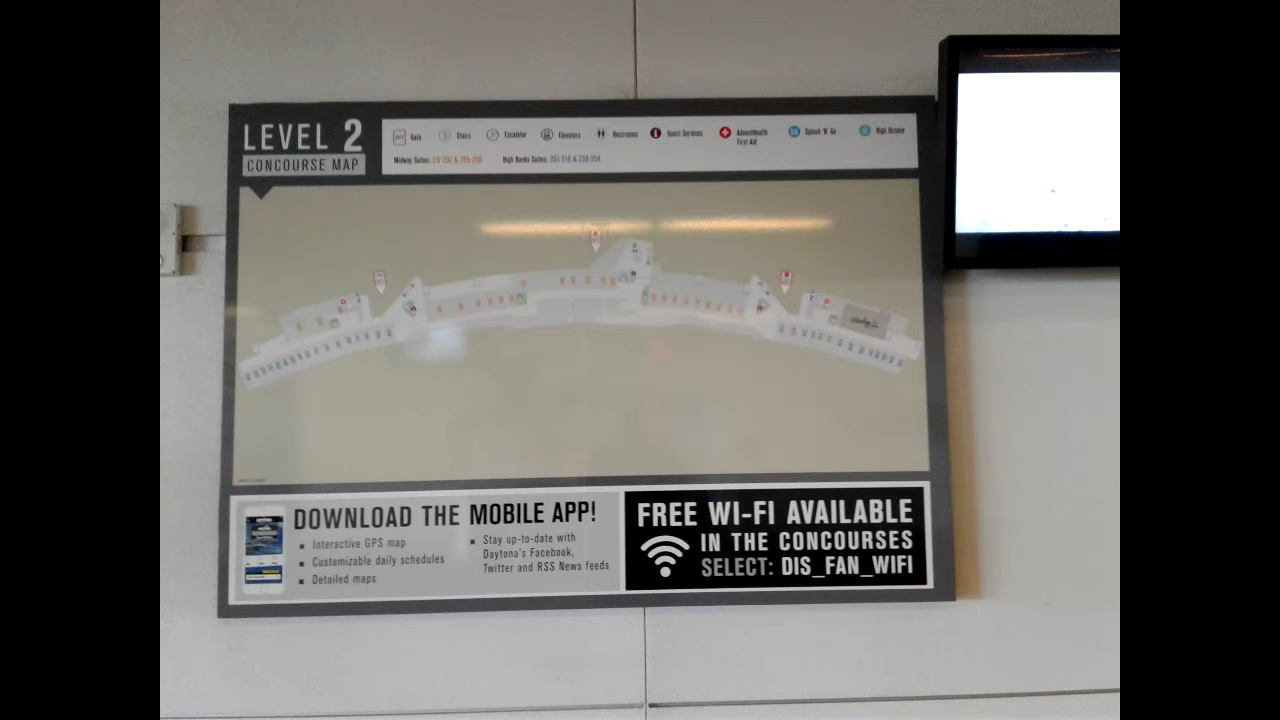 LEVEL 2
CONCOURSE MAP
Gate Stairs Escalator Elevators Restrooms Guest Services AdventHealth First Aid Splash 'N' Go High Octane
Midway Suites: High Banks Suites:
DOWNLOAD THE MOBILE APP!
Interactive GPS map
Customizable daily schedules
Detailed maps
Stay up-to-date with
Daytona's Facebook,
Twitter and RSS News feeds
FREE WI-FI AVAILABLE
IN THE CONCOURSES
SELECT: DIS_FAN_WIFI